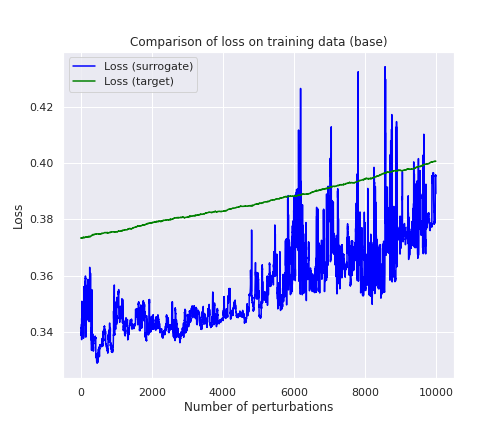 Comparison of loss on training data (base)
Loss (surrogate)
Loss (target)
0.42
0.40
0.38
0.36
0.34
Loss
0 2000 4000 6000 8000 10000
Number of perturbations